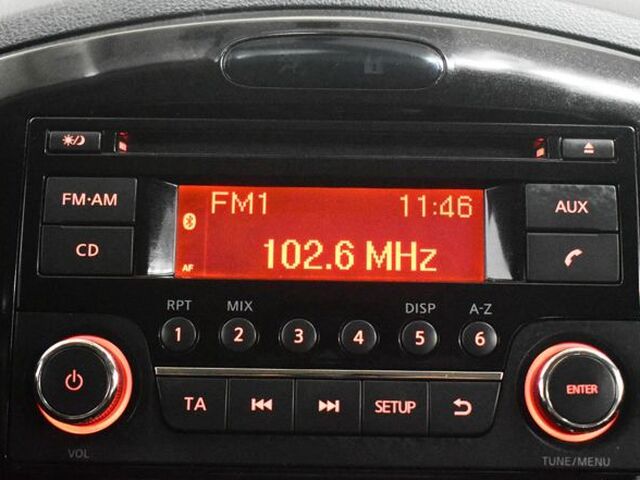 FM·AM
CD
FM1 11:46
102.6 MHz
AF
AUX
RPT MIX DISP A-Z
1 2 3 4 5 6
TA SETUP
ENTER
VOL
TUNE/MENU